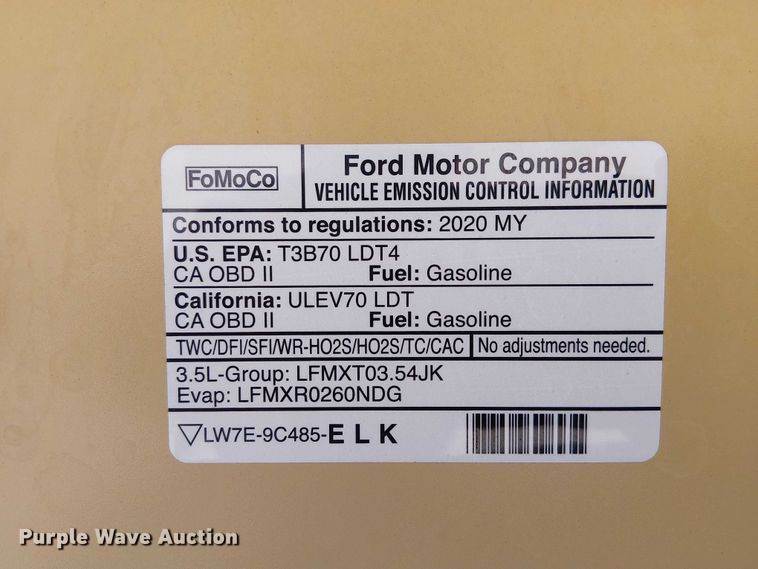 FoMoCo
Ford Motor Company
VEHICLE EMISSION CONTROL INFORMATION
Conforms to regulations: 2020 MY
U.S. EPA: T3B70 LDT4
CA OBD II Fuel: Gasoline
California: ULEV70 LDT
CA OBD II Fuel: Gasoline
TWC/DFI/SFI/WR-HO2S/HO2S/TC/CAC No adjustments needed.
3.5L-Group: LFMXT03.54JK
Evap: LFMXR0260NDG
▽LW7E-9C485-E L K
Purple Wave Auction